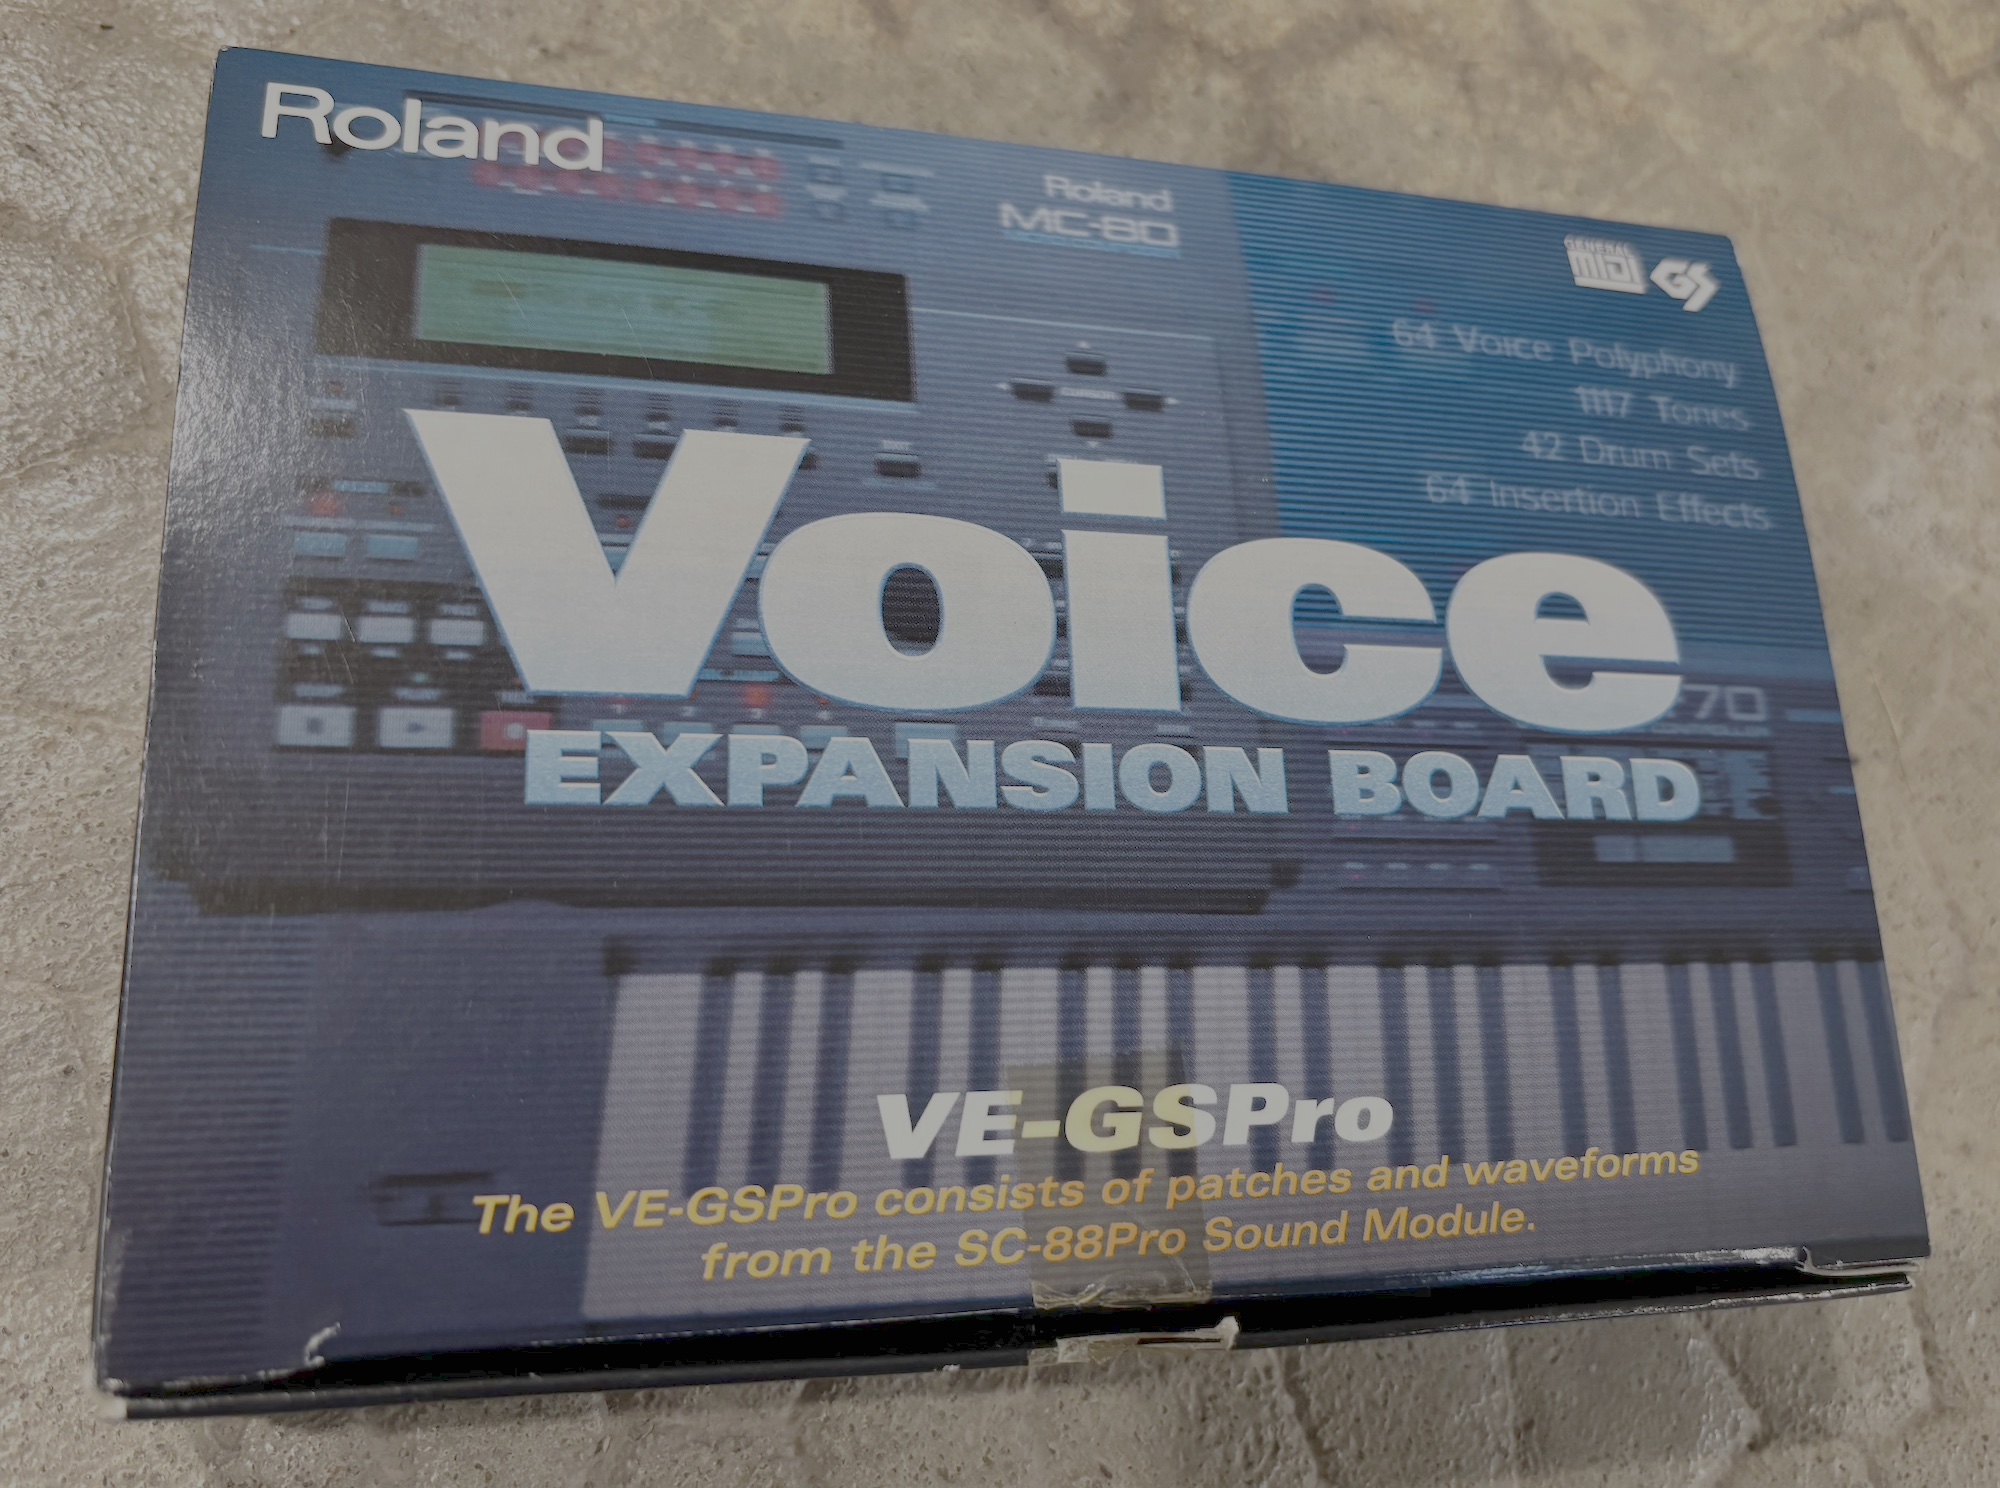 Roland
Roland
MC-80
GENERAL
MIDI
GS
64 Voice Polyphony
1117 Tones
42 Drum Sets
64 Insertion Effects
CURSOR
EXIT
Voice
70
EXPANSION BOARD
VE-GSPro
The VE-GSPro consists of patches and waveforms
from the SC-88Pro Sound Module.